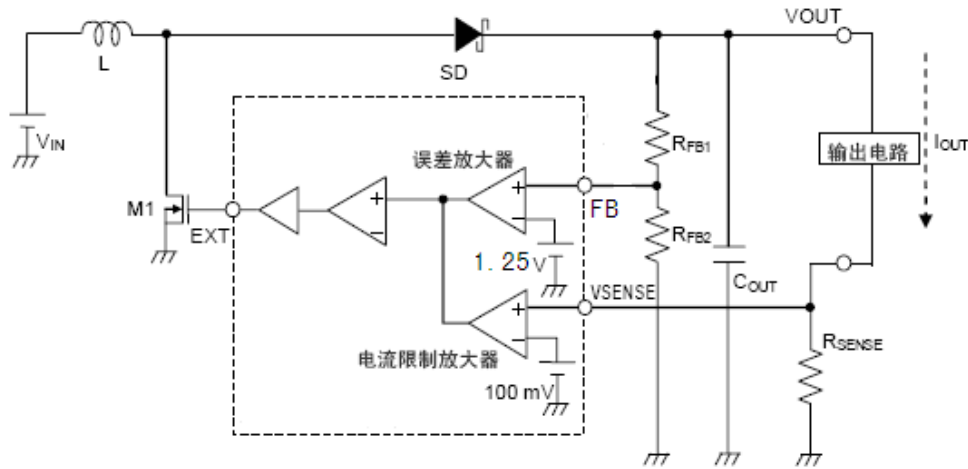 VOUT
L
SD
VIN
RFB1
输出电路
IOUT
误差放大器
M1
EXT
FB
RFB2
1. 25V
VSENSE
COUT
RSENSE
电流限制放大器
100 mV